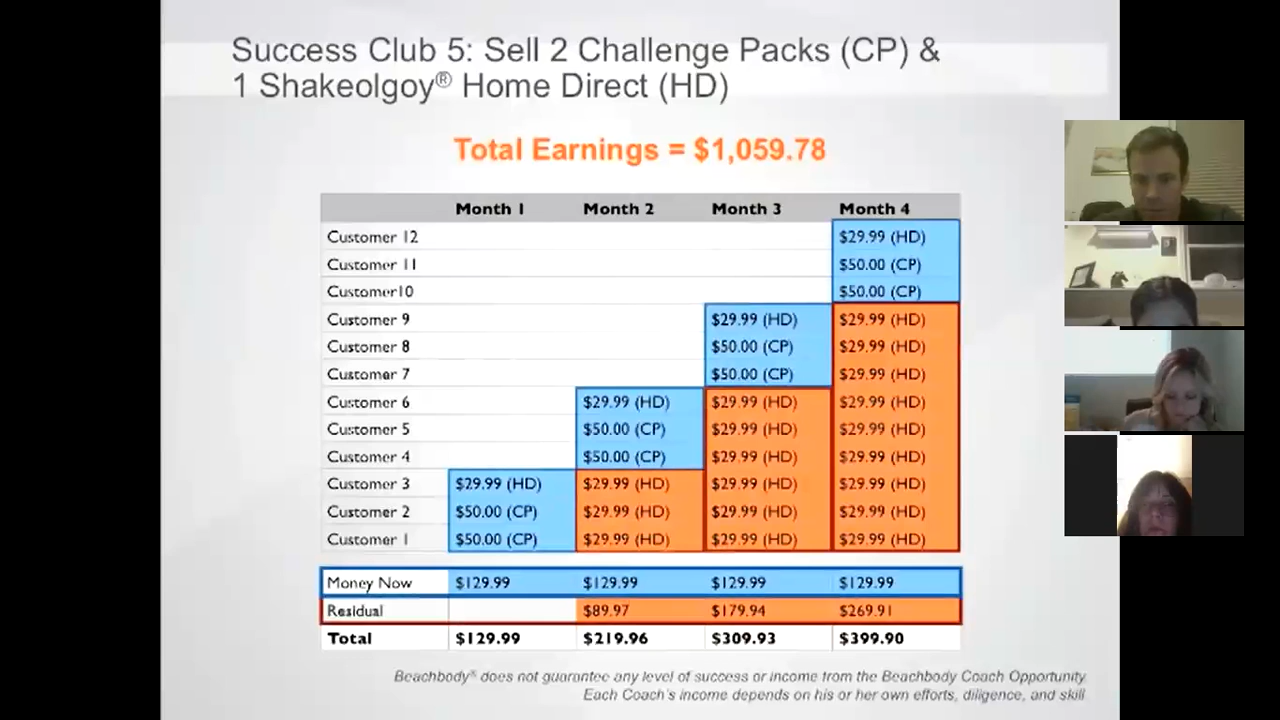 Success Club 5: Sell 2 Challenge Packs (CP) &
1 Shakeolgoy® Home Direct (HD)
Total Earnings = $1,059.78
Month 1 Month 2 Month 3 Month 4
Customer 12 $29.99 (HD)
Customer 11 $50.00 (CP)
Customer10 $50.00 (CP)
Customer 9 $29.99 (HD) $29.99 (HD)
Customer 8 $50.00 (CP) $29.99 (HD)
Customer 7 $50.00 (CP) $29.99 (HD)
Customer 6 $29.99 (HD) $29.99 (HD) $29.99 (HD)
Customer 5 $50.00 (CP) $29.99 (HD) $29.99 (HD)
Customer 4 $50.00 (CP) $29.99 (HD) $29.99 (HD)
Customer 3 $29.99 (HD) $29.99 (HD) $29.99 (HD) $29.99 (HD)
Customer 2 $50.00 (CP) $29.99 (HD) $29.99 (HD) $29.99 (HD)
Customer 1 $50.00 (CP) $29.99 (HD) $29.99 (HD) $29.99 (HD)
Money Now $129.99 $129.99 $129.99 $129.99
Residual $89.97 $179.94 $269.91
Total $129.99 $219.96 $309.93 $399.90
Beachbody® does not guarantee any level of success or income from the Beachbody Coach Opportunity
Each Coach's income depends on his or her own efforts, diligence, and skill